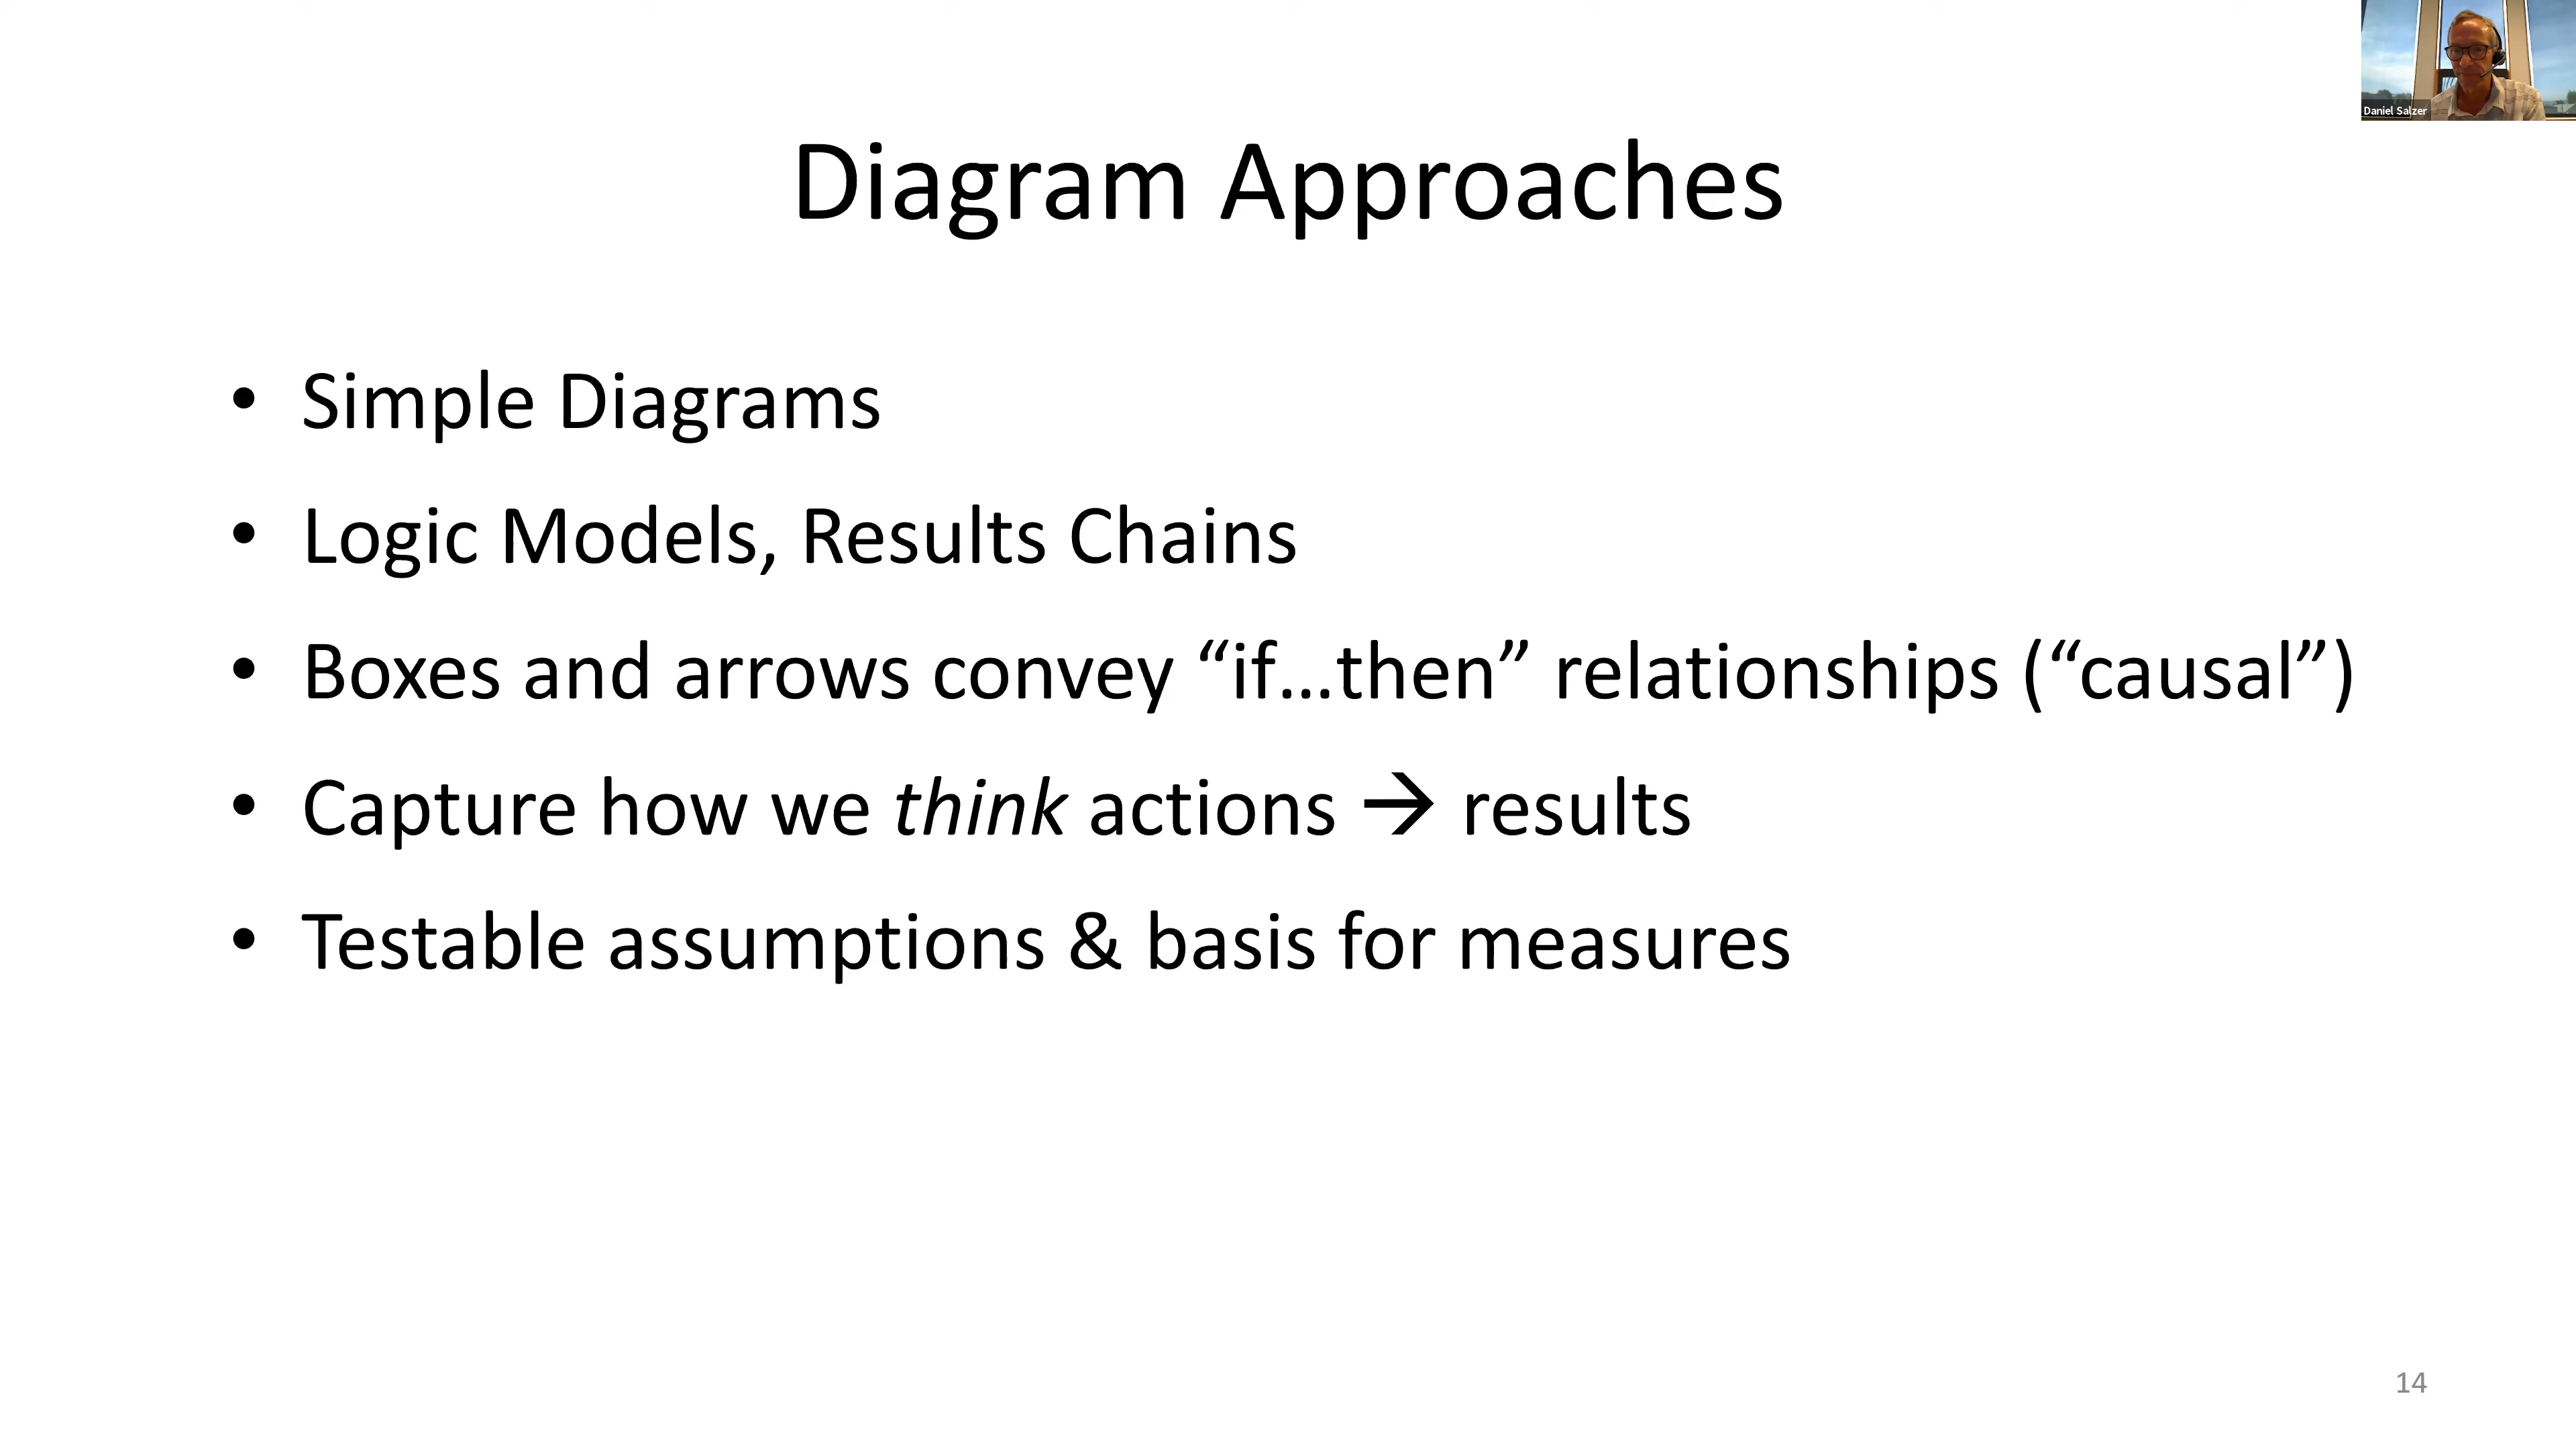 Daniel Salzer
Diagram Approaches
• Simple Diagrams
• Logic Models, Results Chains
• Boxes and arrows convey “if…then” relationships (“causal”)
• Capture how we think actions → results
• Testable assumptions & basis for measures
14